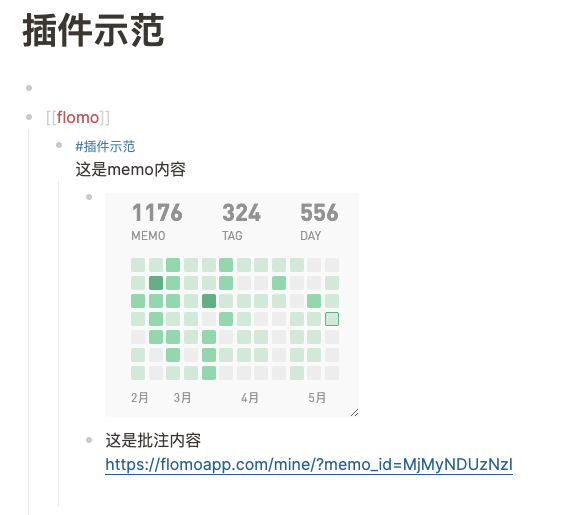 插件示范
[[flomo]]
#插件示范
这是memo内容
1176 324 556
MEMO TAG DAY
2月 3月 4月 5月
这是批注内容
https://flomoapp.com/mine/?memo_id=MjMyNDUzNzI